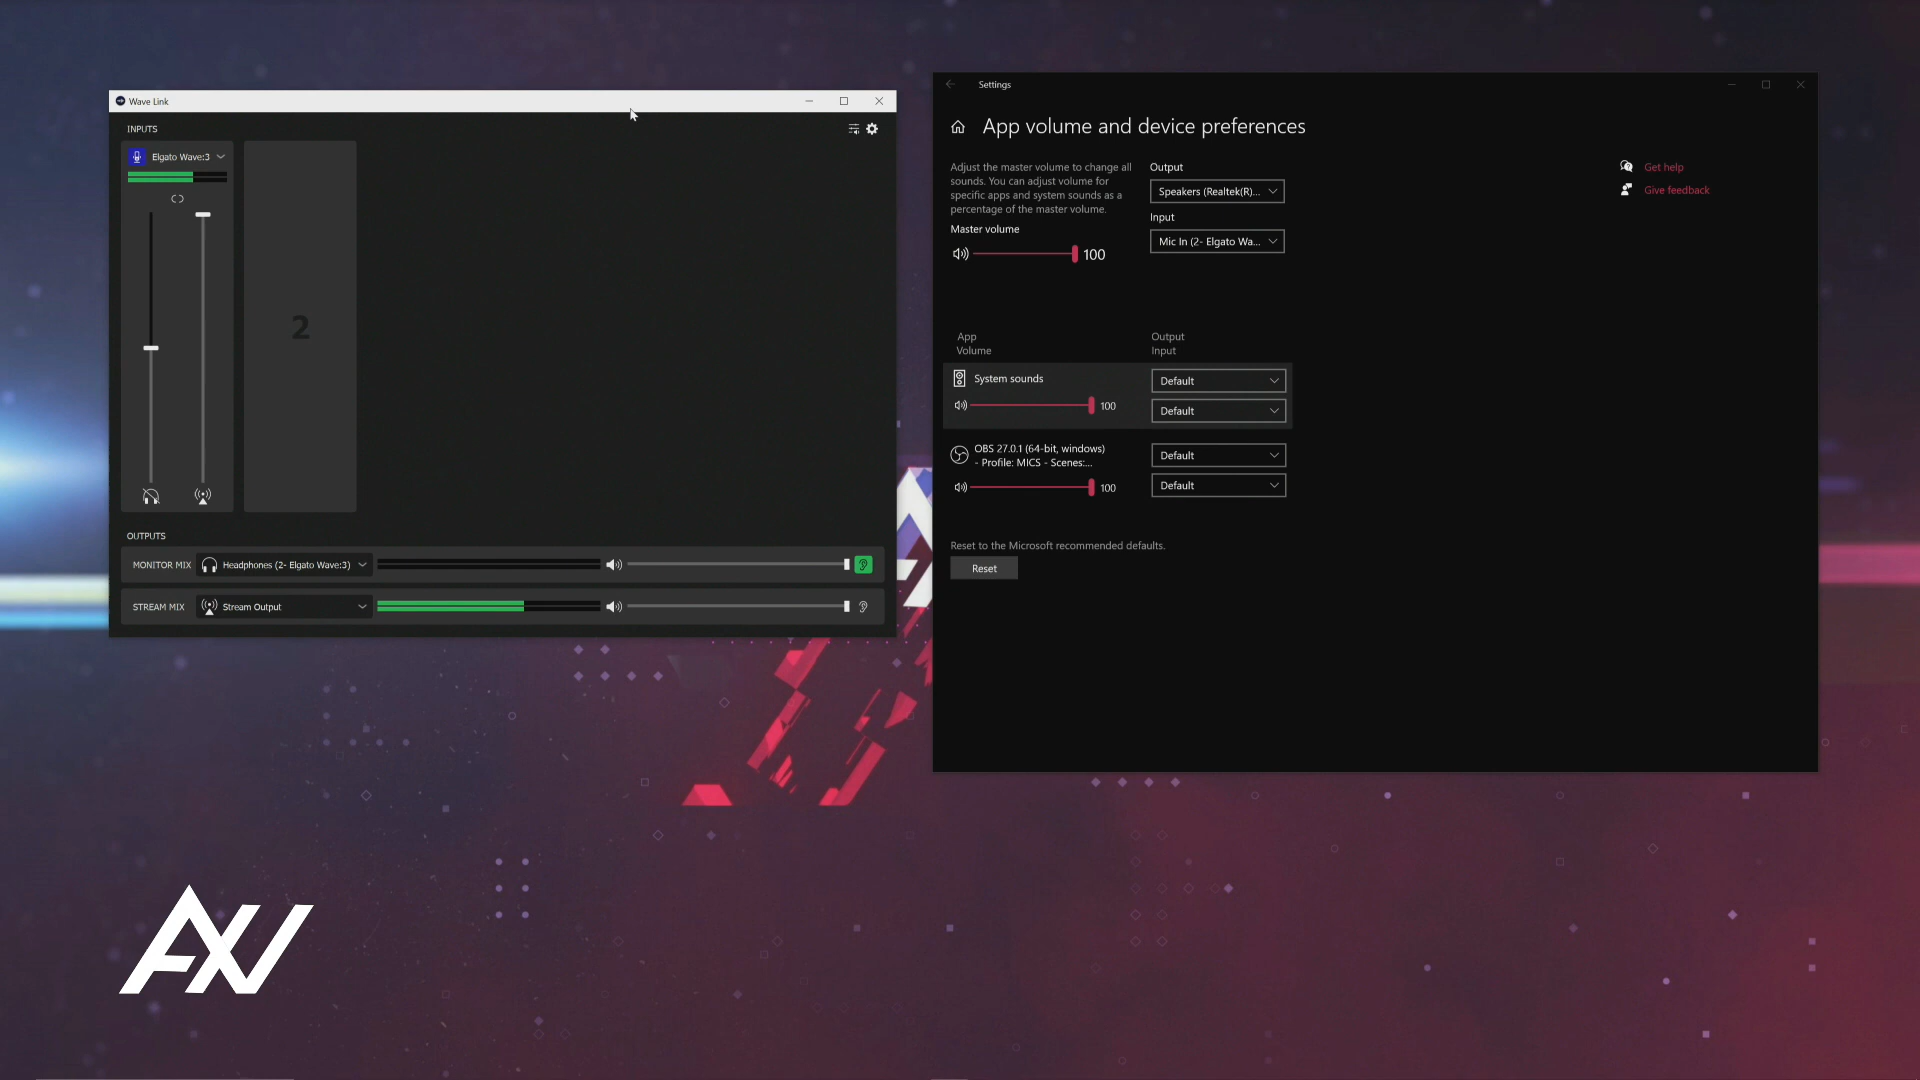 Wave Link
INPUTS
Elgato Wave:3
2
OUTPUTS
MONITOR MIX
Headphones (2- Elgato Wave:3)
STREAM MIX
Stream Output
Settings
App volume and device preferences
Adjust the master volume to change all
sounds. You can adjust volume for
specific apps and system sounds as a
percentage of the master volume.
Master volume
100
Output
Speakers (Realtek(R)...
Input
Mic In (2- Elgato Wa...
Get help
Give feedback
App
Volume
Output
Input
System sounds
100
Default
Default
OBS 27.0.1 (64-bit, windows)
- Profile: MICS - Scenes:...
100
Default
Default
Reset to the Microsoft recommended defaults.
Reset